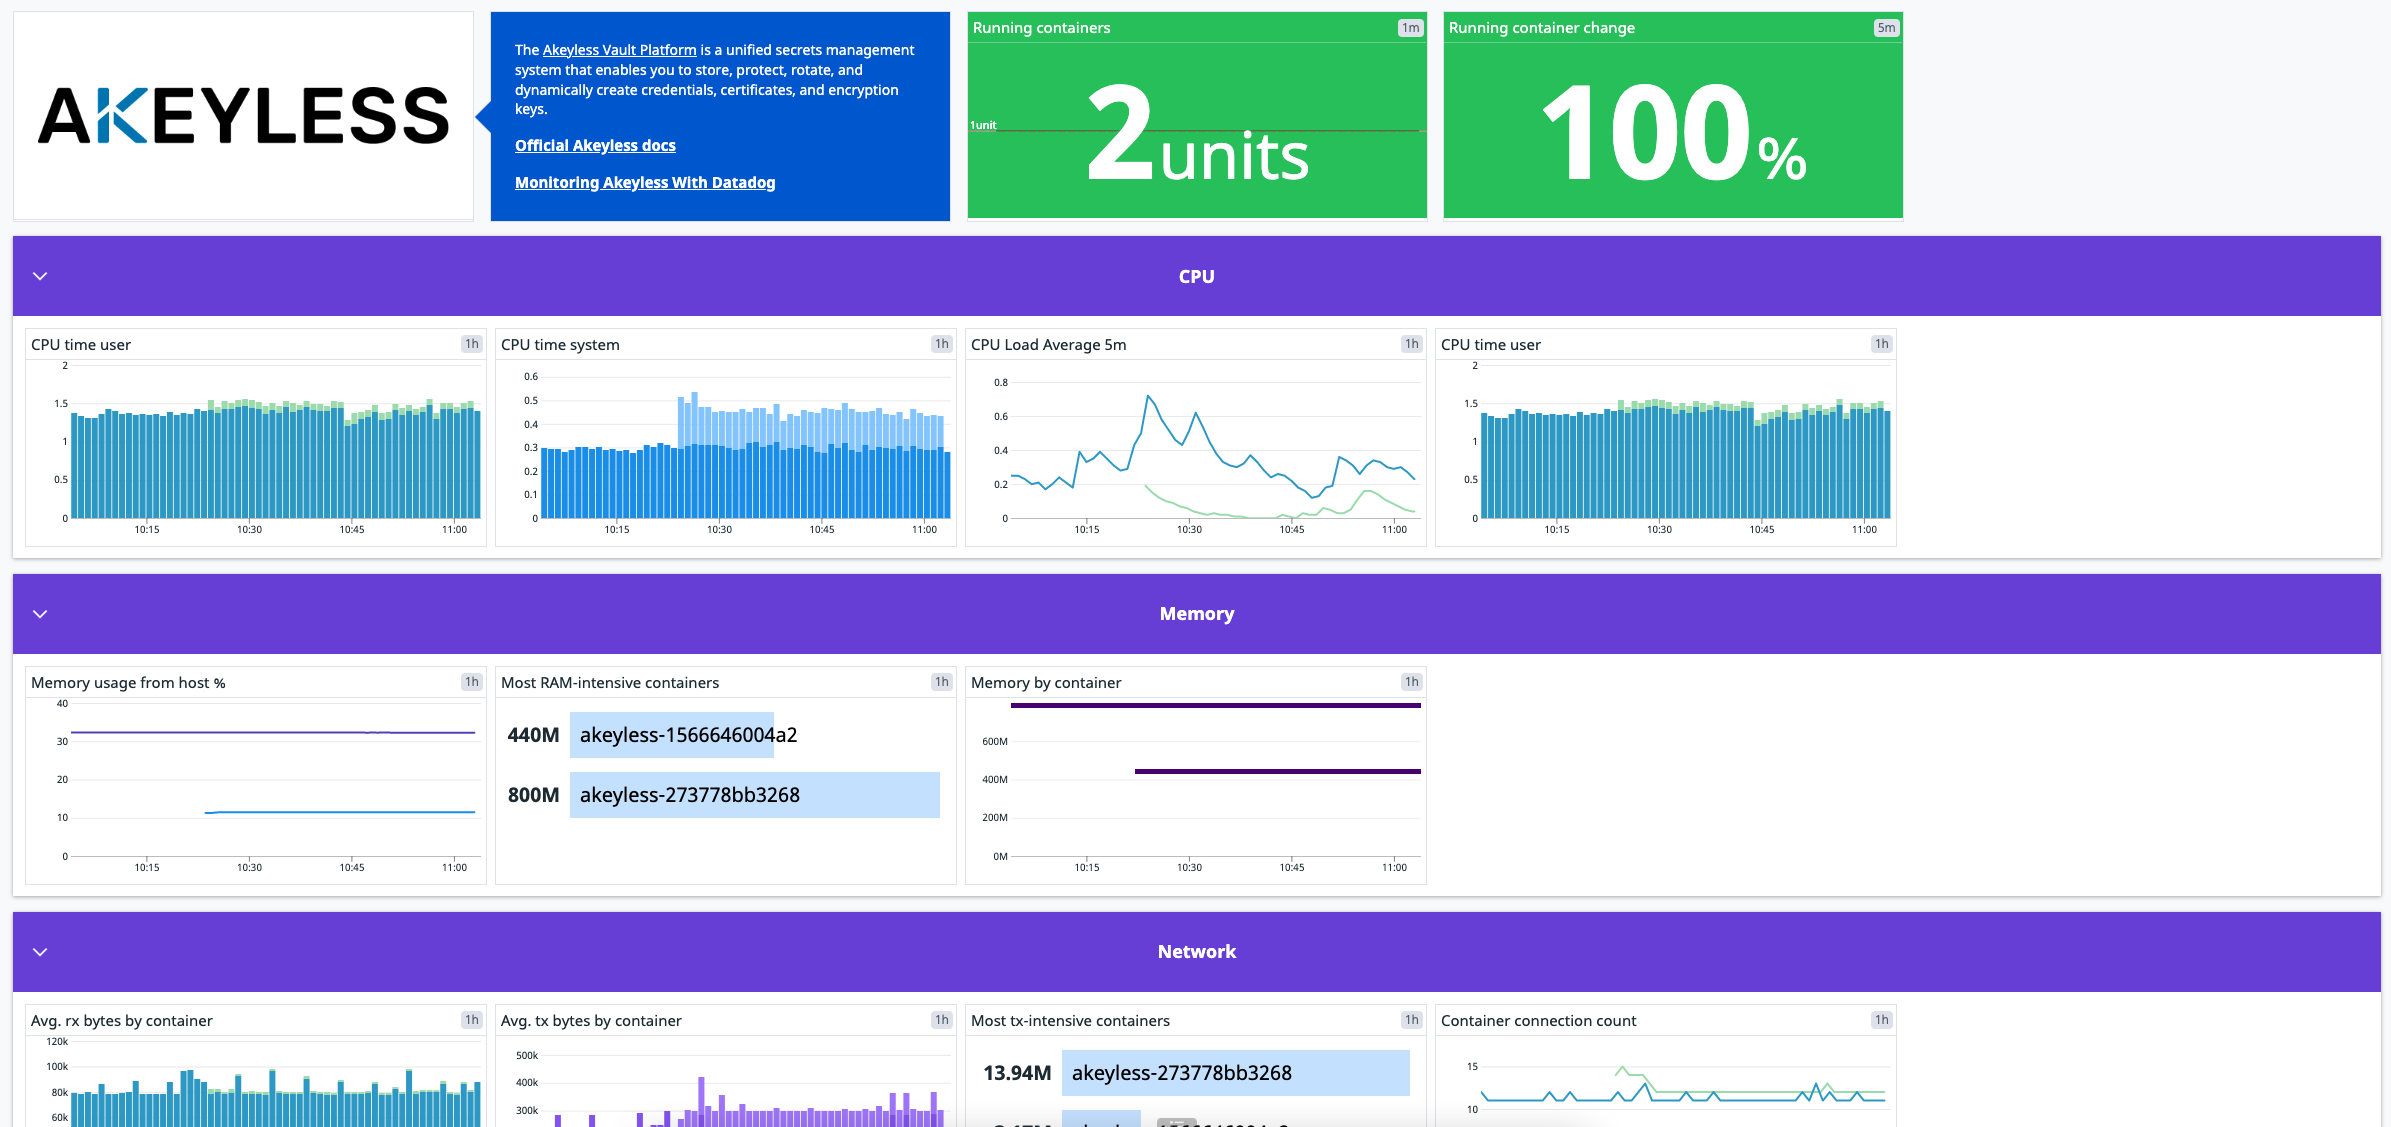 AKEYLESS
The Akeyless Vault Platform is a unified secrets management
system that enables you to store, protect, rotate, and
dynamically create credentials, certificates, and encryption
keys.
Official Akeyless docs
Monitoring Akeyless With Datadog
Running containers 1m
1unit
2 units
Running container change 5m
100 %
CPU
CPU time user 1h
2
1.5
1
0.5
0
10:15 10:30 10:45 11:00
CPU time system 1h
0.6
0.5
0.4
0.3
0.2
0.1
0
10:15 10:30 10:45 11:00
CPU Load Average 5m 1h
0.8
0.6
0.4
0.2
0
10:15 10:30 10:45 11:00
CPU time user 1h
2
1.5
1
0.5
0
10:15 10:30 10:45 11:00
Memory
Memory usage from host % 1h
40
30
20
10
0
10:15 10:30 10:45 11:00
Most RAM-intensive containers 1h
440M akeyless-1566646004a2
800M akeyless-273778bb3268
Memory by container 1h
600M
400M
200M
0M
10:15 10:30 10:45 11:00
Network
Avg. rx bytes by container 1h
120k
100k
80k
60k
Avg. tx bytes by container 1h
500k
400k
300k
Most tx-intensive containers 1h
13.94M akeyless-273778bb3268
Container connection count 1h
15
10